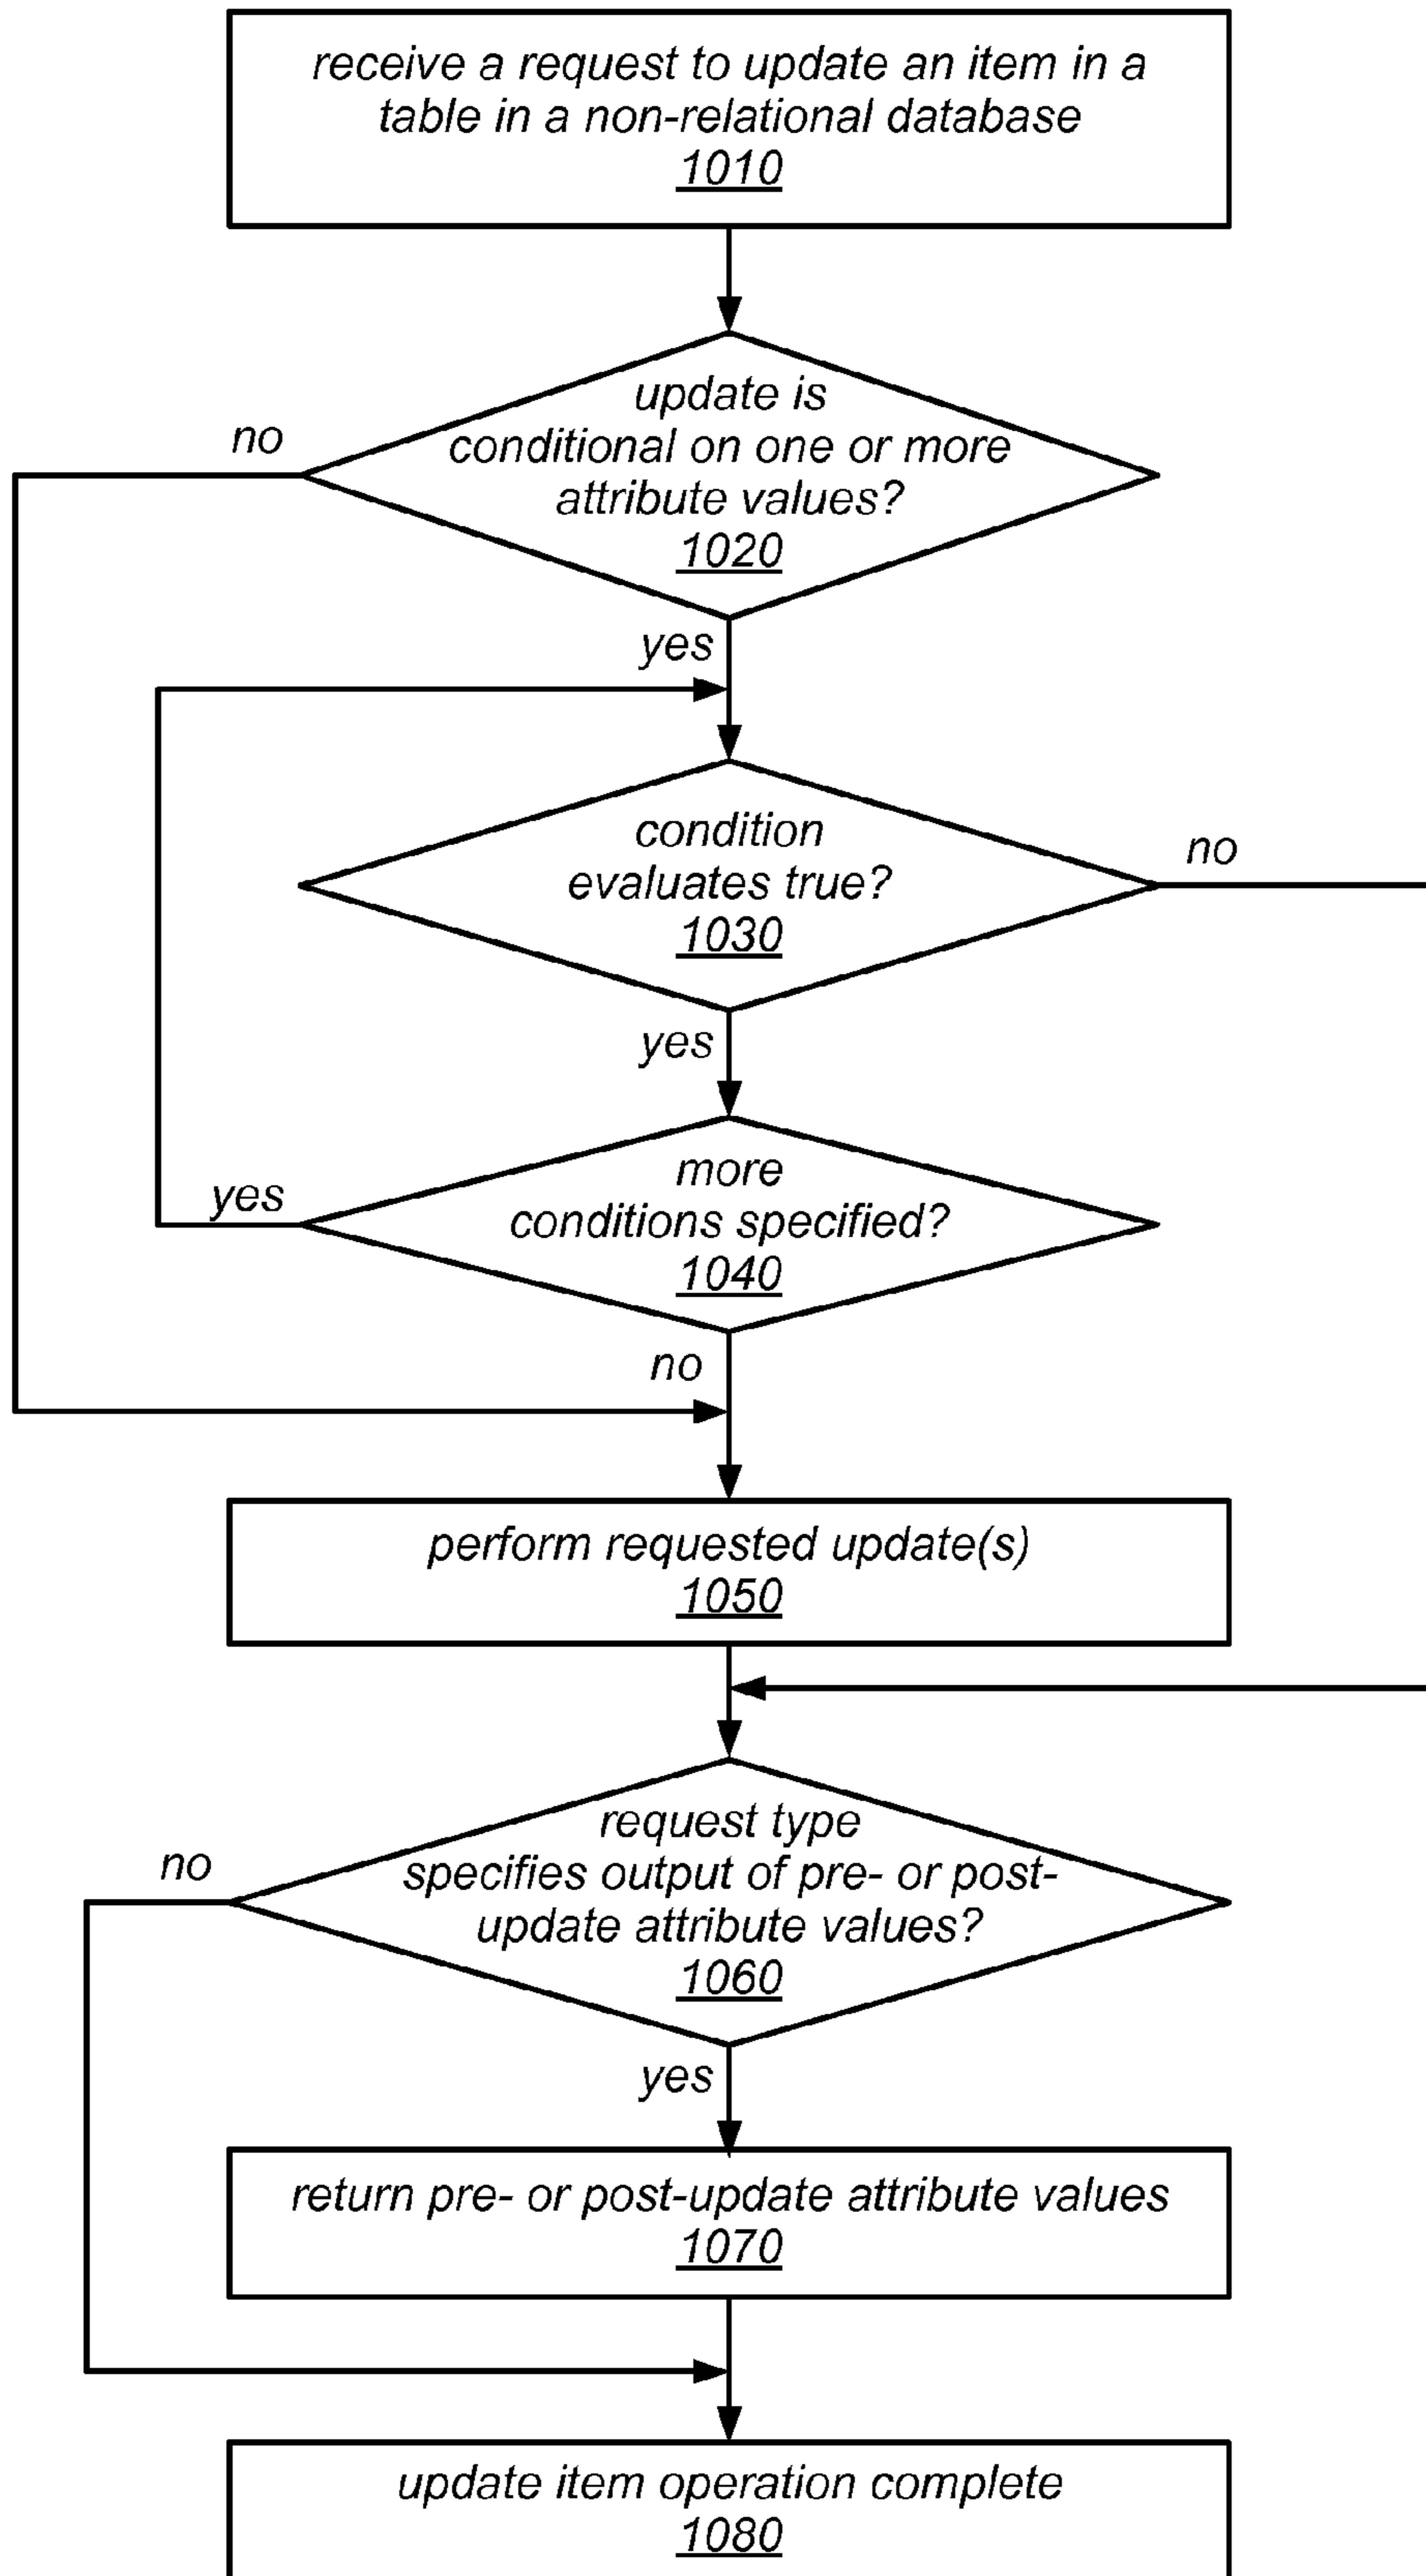 receive a request to update an item in a
table in a non-relational database
1010
update is
conditional on one or more
attribute values?
1020
no
yes
condition
evaluates true?
1030
no
yes
more
conditions specified?
1040
yes
no
perform requested update(s)
1050
request type
specifies output of pre- or post-
update attribute values?
1060
no
yes
return pre- or post-update attribute values
1070
update item operation complete
1080